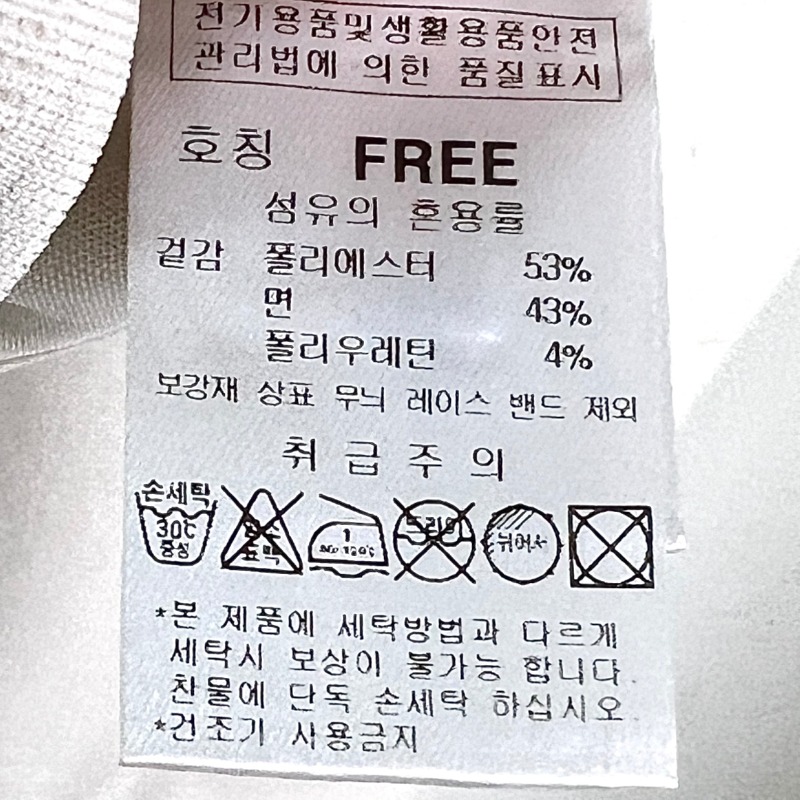 전기용품및생활용품안전
관리법에 의한 품질표시
호칭 FREE
섬유의 혼용률
겉감 폴리에스터 53%
면 43%
폴리우레탄 4%
보강재 상표 무늬 레이스 밴드 제외
취급주의
손세탁
30℃
중성
표백
1
드라이
뉘어서
*본 제품에 세탁방법과 다르게
세탁시 보상이 불가능 합니다.
찬물에 단독 손세탁 하십시오
*건조기 사용금지